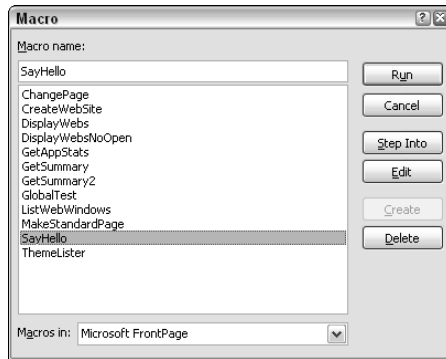 Macro
Macro name:
SayHello
Run
ChangePage
CreateWebSite
DisplayWebs
DisplayWebsNoOpen
GetAppStats
GetSummary
GetSummary2
GlobalTest
ListWebWindows
MakeStandardPage
SayHello
ThemeLister
Cancel
Step Into
Edit
Create
Delete
Macros in: Microsoft FrontPage